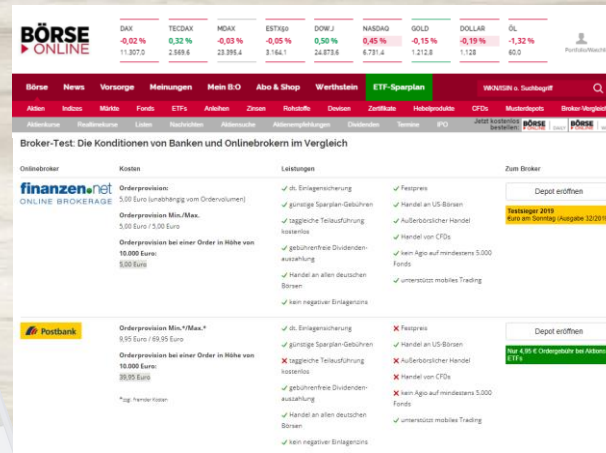 BÖRSE
ONLINE
DAX
-0,02 %
11.307,0
TECDAX
0,32 %
2.569,6
MDAX
-0,03 %
23.395,4
ESTX50
-0,05 %
3.164,1
DOWJ
0,50 %
24.873,6
NASDAQ
0,45 %
6.731,4
GOLD
-0,15 %
1.212,8
DOLLAR
-0,19 %
1,128
ÖL
-1,32 %
60,0
Börse News Vorsorge Meinungen Mein B:O Abo & Shop Werthstein ETF-Sparplan WKN/ISIN o. Suchbegriff
Aktien Indizes Märkte Fonds ETFs Anleihen Zinsen Rohstoffe Devisen Zertifikate Hebelprodukte CFDs Musterdepots Broker-Vergleich
Aktienkurse Realtimekurse Listen Nachrichten Aktiensuche Aktienempfehlungen Dividenden Termine IPO Jetzt kostenlos
bestellen: BÖRSE BÖRSE
Broker-Test: Die Konditionen von Banken und Onlinebrokern im Vergleich
Onlinebroker Kosten Leistungen Zum Broker
finanzen.net
ONLINE BROKERAGE
Orderprovision:
5,00 Euro (unabhängig vom Ordervolumen)
Orderprovision Min./Max.
5,00 Euro / 5,00 Euro
Orderprovision bei einer Order in Höhe von
10.000 Euro:
5,00 Euro
dt. Einlagensicherung
günstige Sparplan-Gebühren
taggleiche Teilausführung
kostenlos
gebührenfreie Dividenden-
auszahlung
Handel an allen deutschen
Börsen
kein negativer Einlagenzins
Festpreis
Handel an US-Börsen
Außerbörslicher Handel
Handel von CFDs
kein Agio auf mindestens 5.000
Fonds
unterstützt mobiles Trading
Depot eröffnen
Testsieger 2019
€uro am Sonntag (Ausgabe 32/201
Postbank
Orderprovision Min.*/Max.*
9,95 Euro / 69,95 Euro
Orderprovision bei einer Order in Höhe von
10.000 Euro:
39,95 Euro
*zzgl. fremder Kosten
dt. Einlagensicherung
günstige Sparplan-Gebühren
taggleiche Teilausführung
kostenlos
gebührenfreie Dividenden-
auszahlung
Handel an allen deutschen
Börsen
kein negativer Einlagenzins
Festpreis
Handel an US-Börsen
Außerbörslicher Handel
Handel von CFDs
kein Agio auf mindestens 5.000
Fonds
unterstützt mobiles Trading
Depot eröffnen
Nur 4,95 € Ordergebühr bei Aktien
ETFs